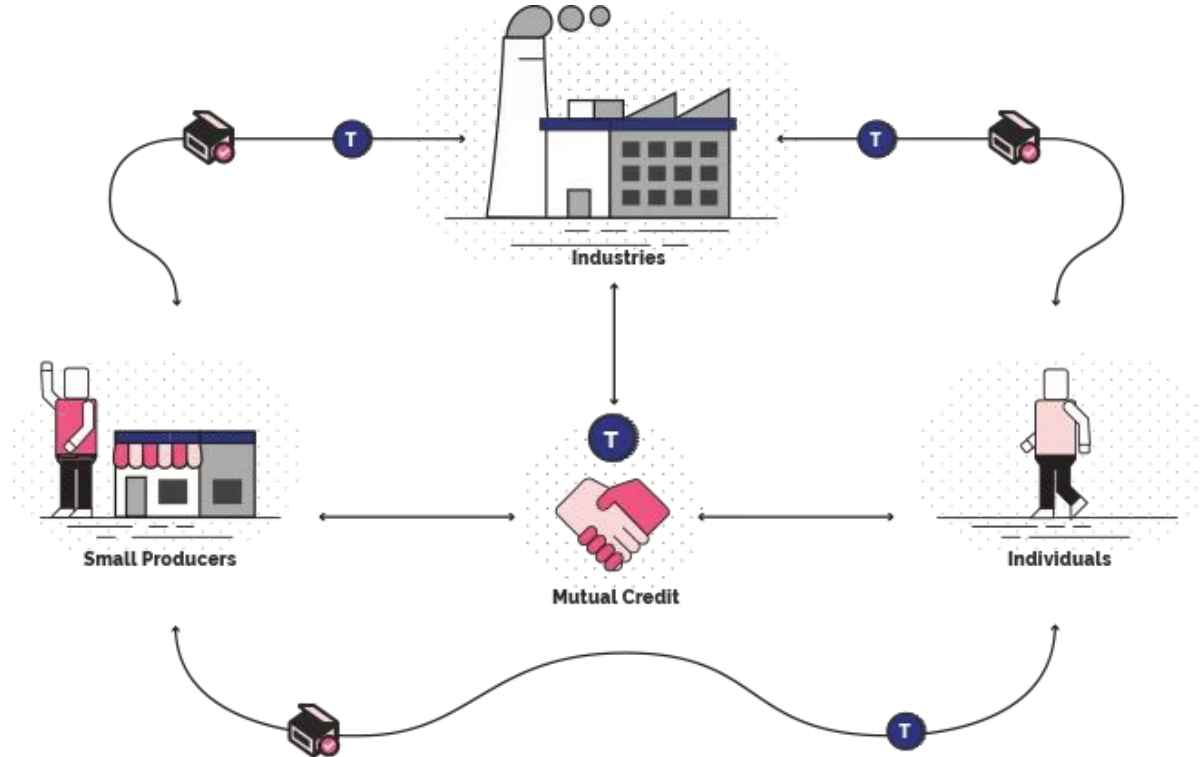 T
T
Industries
T
Small Producers
Individuals
Mutual Credit
T